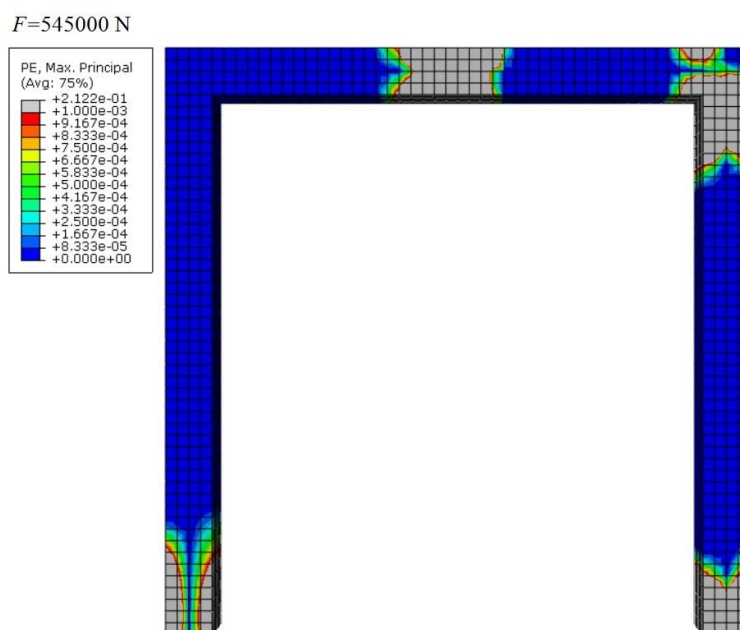 F=545000 N
PE, Max. Principal
(Avg: 75%)
+2.122e-01
+1.000e-03
+9.167e-04
+8.333e-04
+7.500e-04
+6.667e-04
+5.833e-04
+5.000e-04
+4.167e-04
+3.333e-04
+2.500e-04
+1.667e-04
+8.333e-05
+0.000e+00